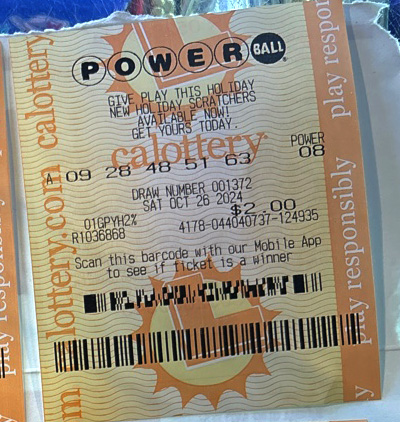 POWERBALL
GIVE PLAY THIS HOLIDAY
NEW HOLIDAY SCRATCHERS
AVAILABLE NOW!
GET YOURS TODAY.
calottery
POWER
A 09 28 48 51 63 08
DRAW NUMBER 001372
SAT OCT 26 2024
$2.00
01GPYH2% 4178-044040737-124935
R1036868
Scan this barcode with our Mobile App
to see if ticket is a winner
calottery
lottery.com
play respon
play responsibly